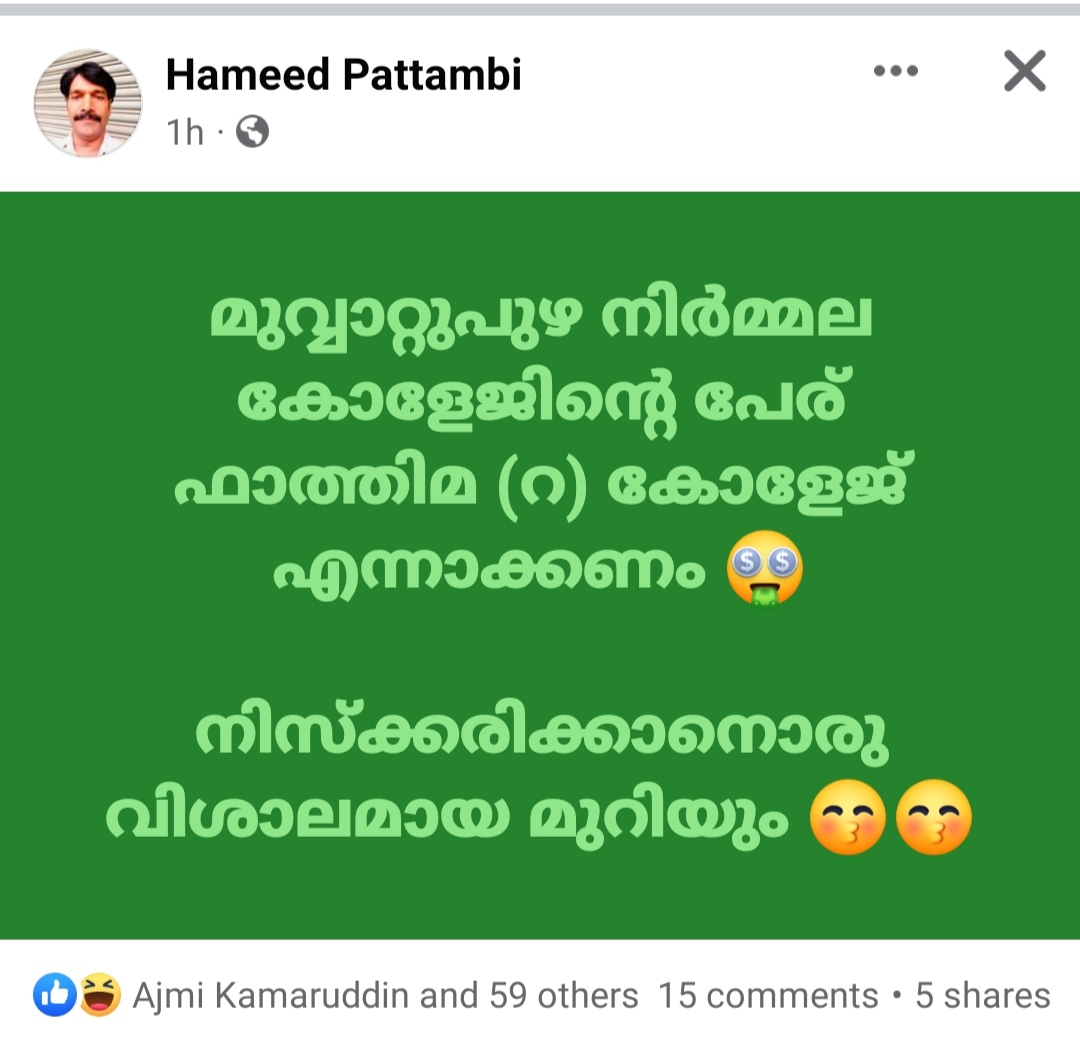 Hameed Pattambi
1h ·
മുവ്വാറ്റുപുഴ നിർമ്മല
കോളേജിന്റെ പേര്
ഫാത്തിമ (റ) കോളേജ്
എന്നാക്കണം 🤑
നിസ്ക്കരിക്കാനൊരു
വിശാലമായ മുറിയും 😙😙
Ajmi Kamaruddin and 59 others 15 comments • 5 shares